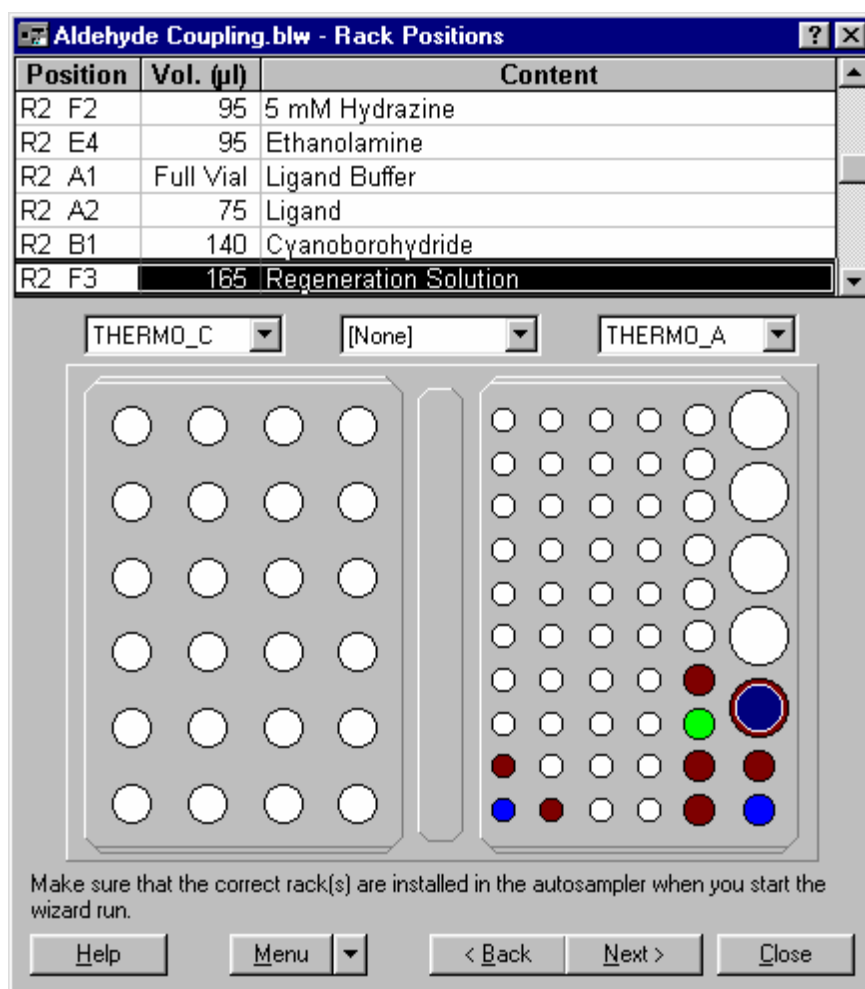 Aldehyde Coupling.blw - Rack Positions
Position Vol. (µl) Content
R2 F2 95 5 mM Hydrazine
R2 E4 95 Ethanolamine
R2 A1 Full Vial Ligand Buffer
R2 A2 75 Ligand
R2 B1 140 Cyanoborohydride
R2 F3 165 Regeneration Solution
THERMO_C [None] THERMO_A
Make sure that the correct rack(s) are installed in the autosampler when you start the
wizard run.
Help Menu < Back Next > Close